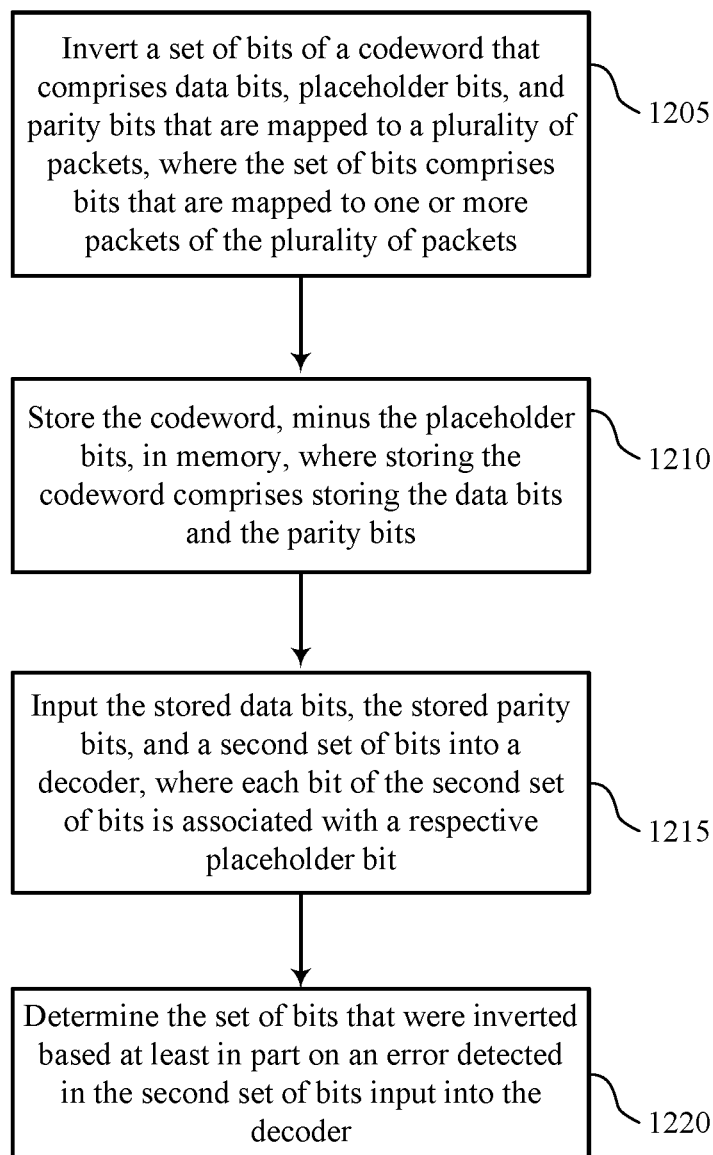 Invert a set of bits of a codeword that
comprises data bits, placeholder bits, and
parity bits that are mapped to a plurality of
packets, where the set of bits comprises
bits that are mapped to one or more
packets of the plurality of packets
1205
Store the codeword, minus the placeholder
bits, in memory, where storing the
codeword comprises storing the data bits
and the parity bits
1210
Input the stored data bits, the stored parity
bits, and a second set of bits into a
decoder, where each bit of the second set
of bits is associated with a respective
placeholder bit
1215
Determine the set of bits that were inverted
based at least in part on an error detected
in the second set of bits input into the
decoder
1220